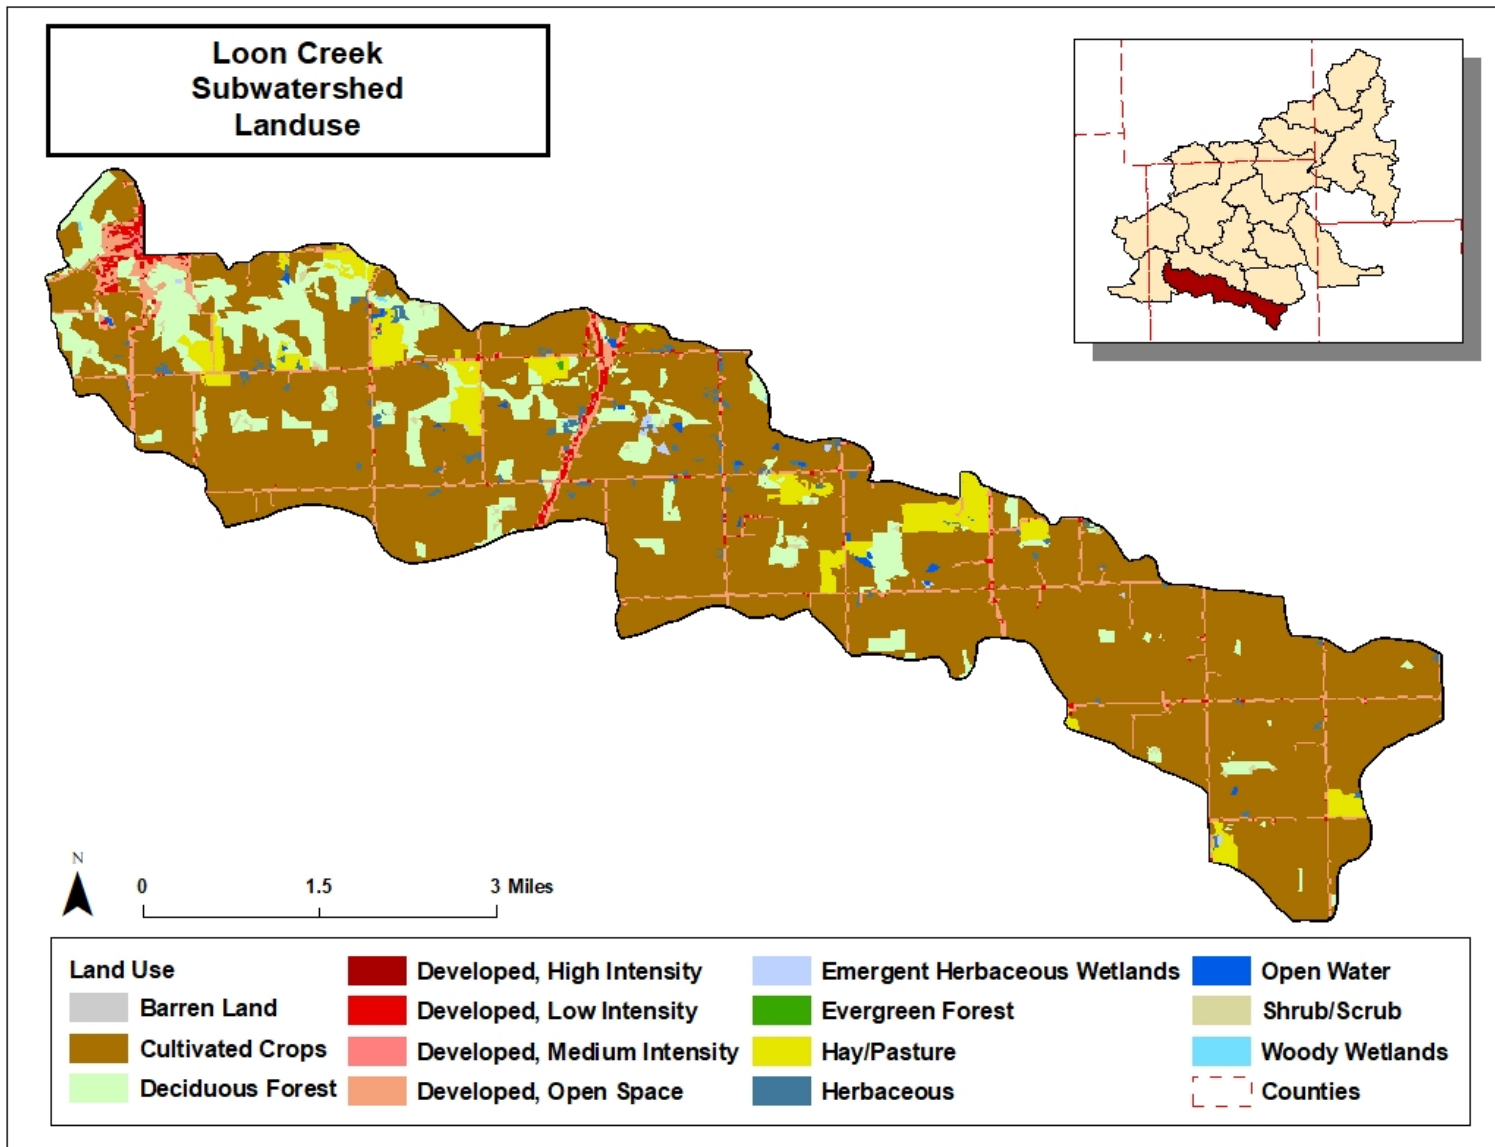 Loon Creek
Subwatershed
Landuse
N
0 1.5 3 Miles
Land Use
Barren Land
Cultivated Crops
Deciduous Forest
Developed, High Intensity
Developed, Low Intensity
Developed, Medium Intensity
Developed, Open Space
Emergent Herbaceous Wetlands
Evergreen Forest
Hay/Pasture
Herbaceous
Open Water
Shrub/Scrub
Woody Wetlands
Counties